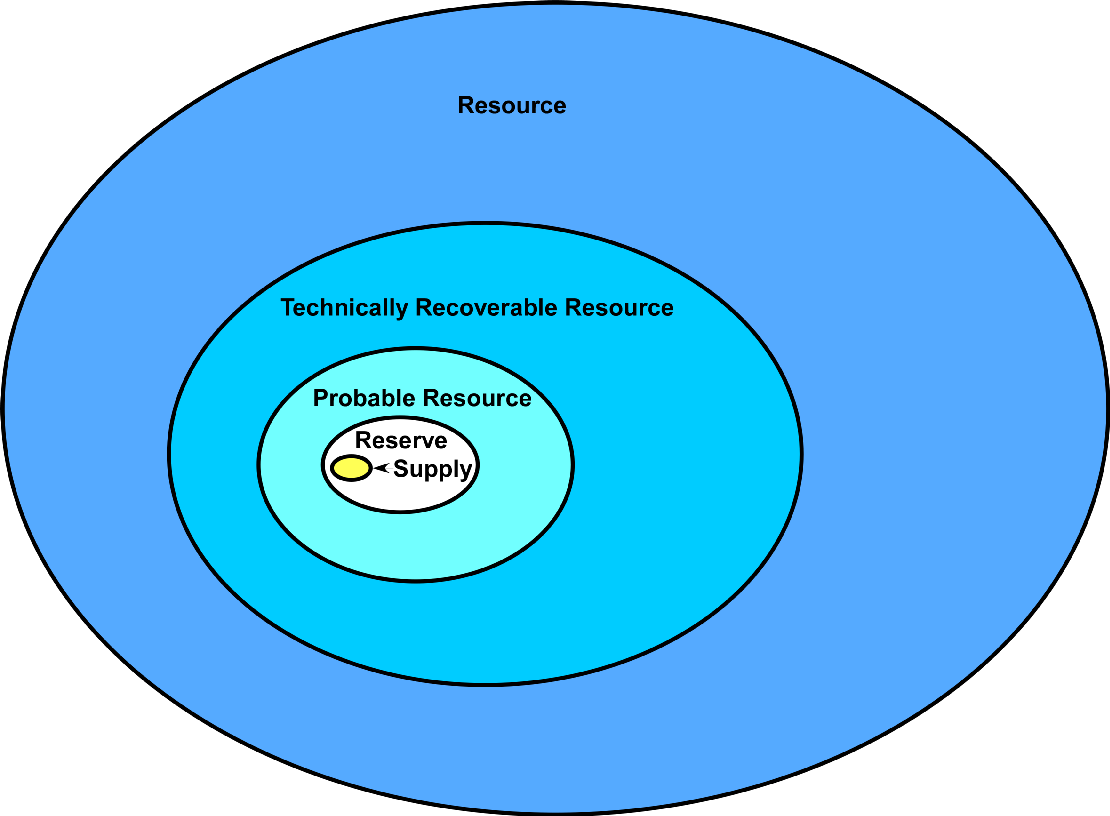 Resource
Technically Recoverable Resource
Probable Resource
Reserve
Supply